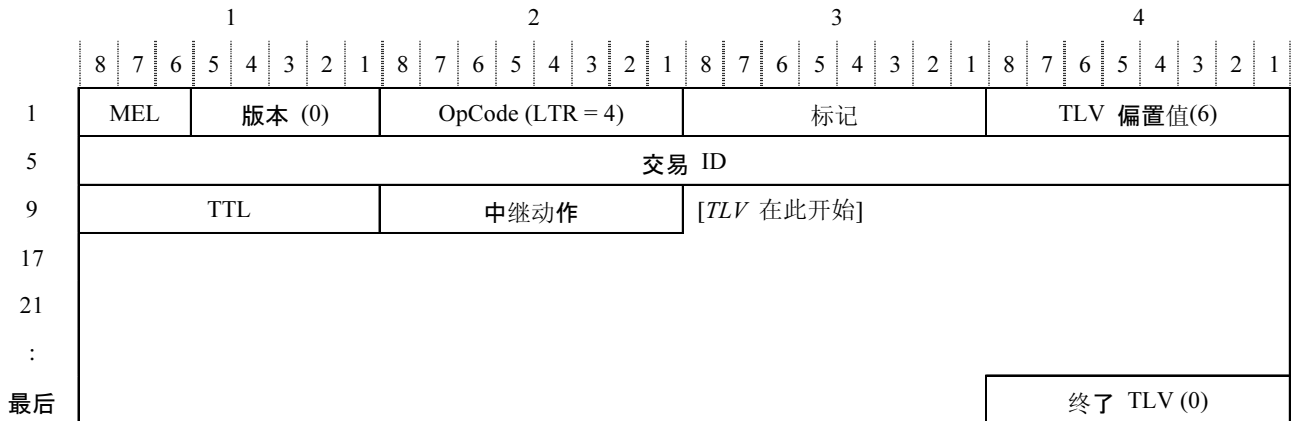 1 2 3 4
8 7 6 5 4 3 2 1 8 7 6 5 4 3 2 1 8 7 6 5 4 3 2 1 8 7 6 5 4 3 2 1
1 MEL 版本 (0) OpCode (LTR = 4) 标记 TLV 偏置值(6)
5 交易 ID
9 TTL 中继动作 [TLV 在此开始]
17
21
:
最后 终了 TLV (0)